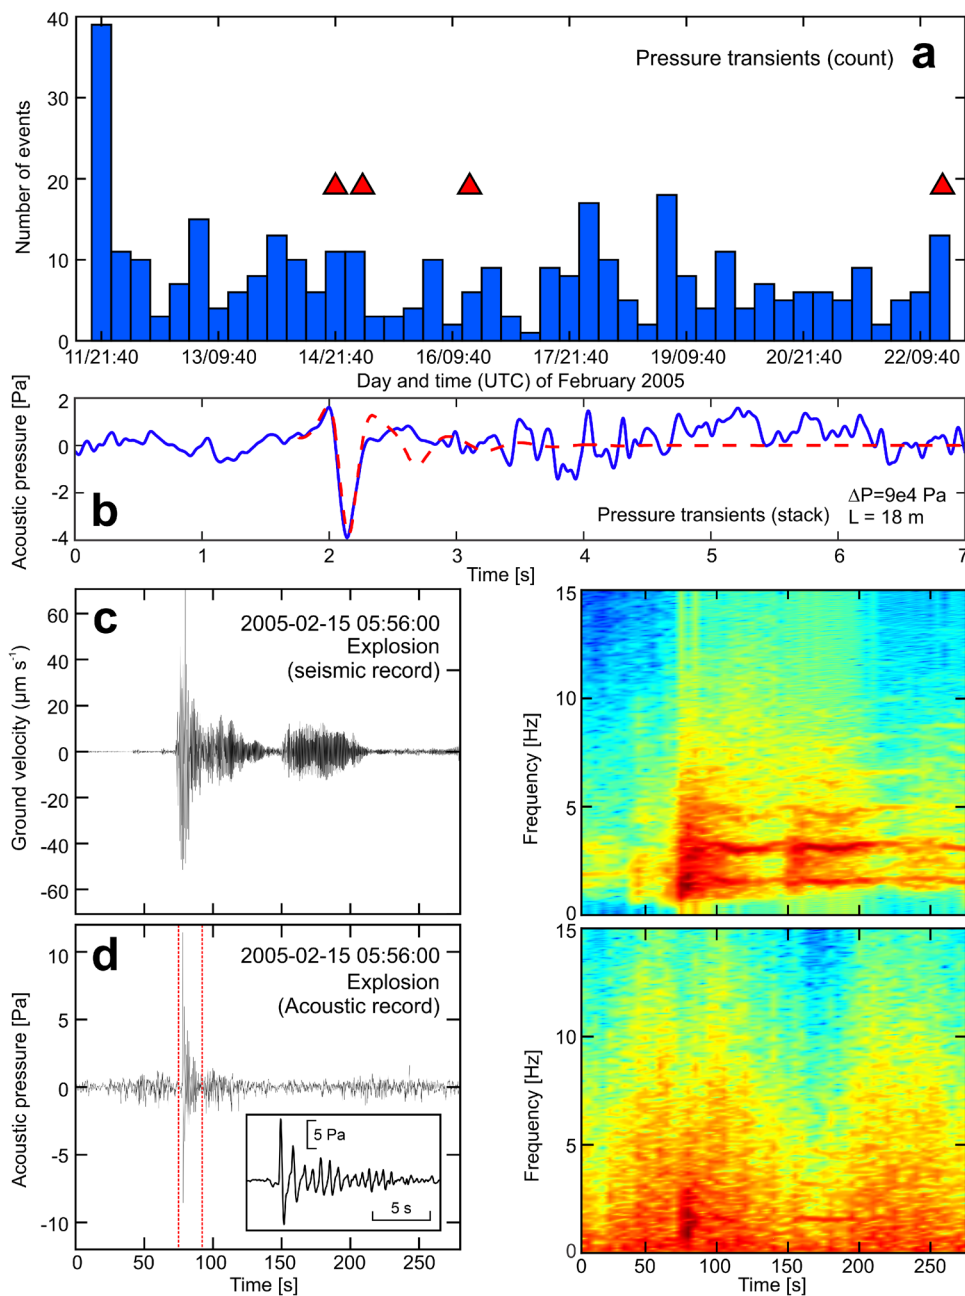 40
30
20
10
0
Number of events
Pressure transients (count)
a
11/21:40
13/09:40
14/21:40
16/09:40
17/21:40
19/09:40
20/21:40
22/09:40
Day and time (UTC) of February 2005
2
0
-2
-4
Acoustic pressure [Pa]
b
ΔP=9e4 Pa
Pressure transients (stack)
L = 18 m
0
1
2
3
4
5
6
7
Time [s]
60
40
20
0
-20
-40
-60
Ground velocity (μm s⁻¹)
c
2005-02-15 05:56:00
Explosion
(seismic record)
15
10
5
0
Frequency [Hz]
10
5
0
-5
-10
Acoustic pressure [Pa]
d
2005-02-15 05:56:00
Explosion
(Acoustic record)
5 Pa
5 s
0
50
100
150
200
250
Time [s]
15
10
5
0
Frequency [Hz]
0
50
100
150
200
250
Time [s]